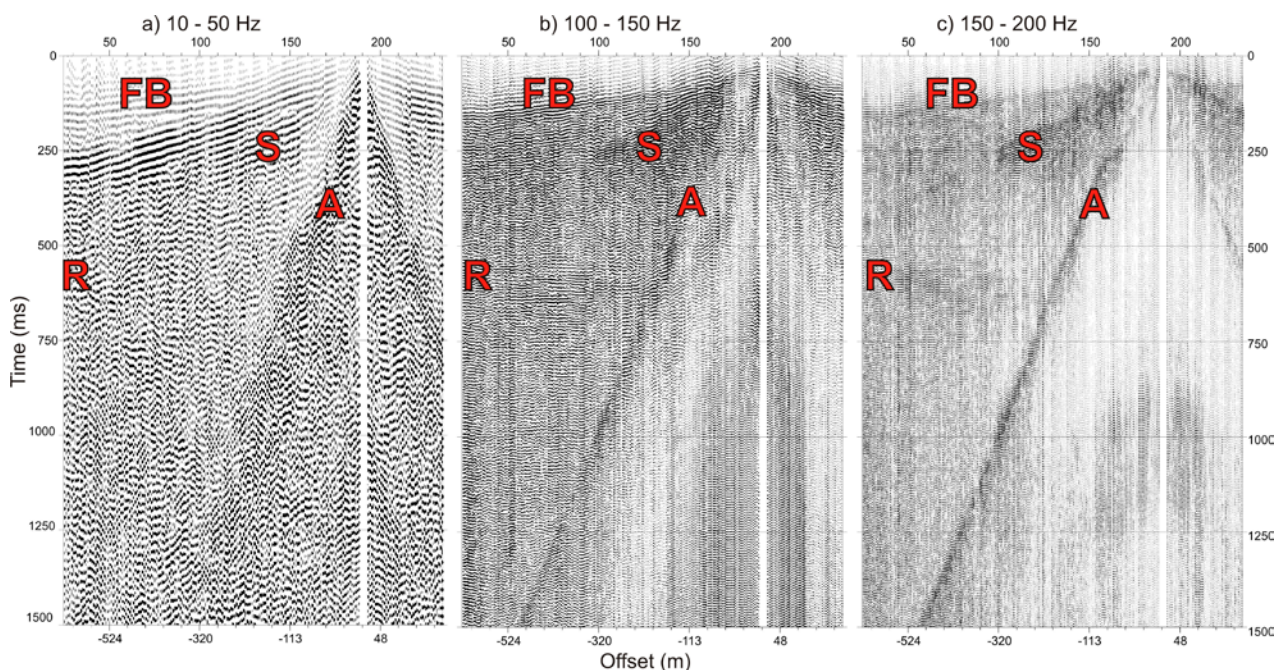 a) 10 - 50 Hz
b) 100 - 150 Hz
c) 150 - 200 Hz
50 100 150 200
50 100 150 200
50 100 150 200
0
250
500
750
1000
1250
1500
Time (ms)
FB
S
A
R
FB
S
A
R
FB
S
A
R
0
250
500
750
1000
1250
1500
-524 -320 -113 48
-524 -320 -113 48
-524 -320 -113 48
Offset (m)